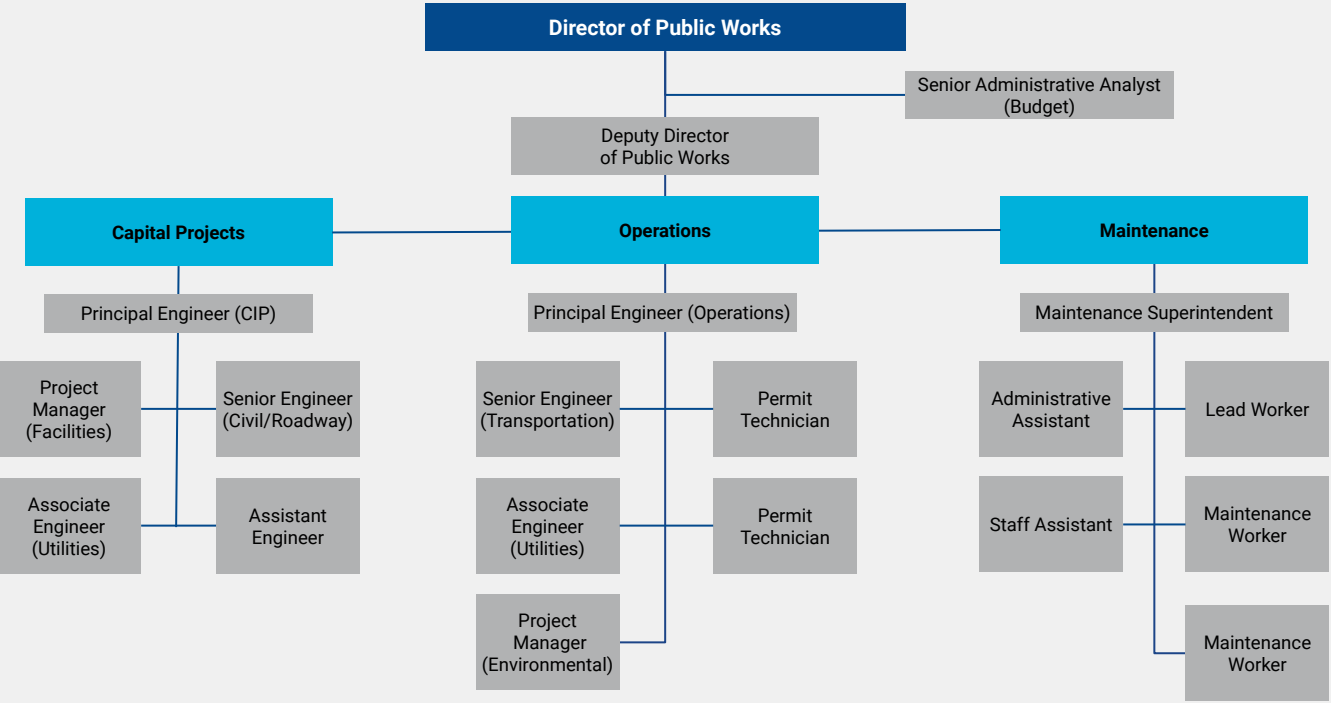 Director of Public Works
Senior Administrative Analyst
(Budget)
Deputy Director
of Public Works
Capital Projects
Operations
Maintenance
Principal Engineer (CIP)
Principal Engineer (Operations)
Maintenance Superintendent
Project
Manager
(Facilities)
Senior Engineer
(Civil/Roadway)
Senior Engineer
(Transportation)
Permit
Technician
Administrative
Assistant
Lead Worker
Associate
Engineer
(Utilities)
Assistant
Engineer
Associate
Engineer
(Utilities)
Permit
Technician
Staff Assistant
Maintenance
Worker
Project
Manager
(Environmental)
Maintenance
Worker